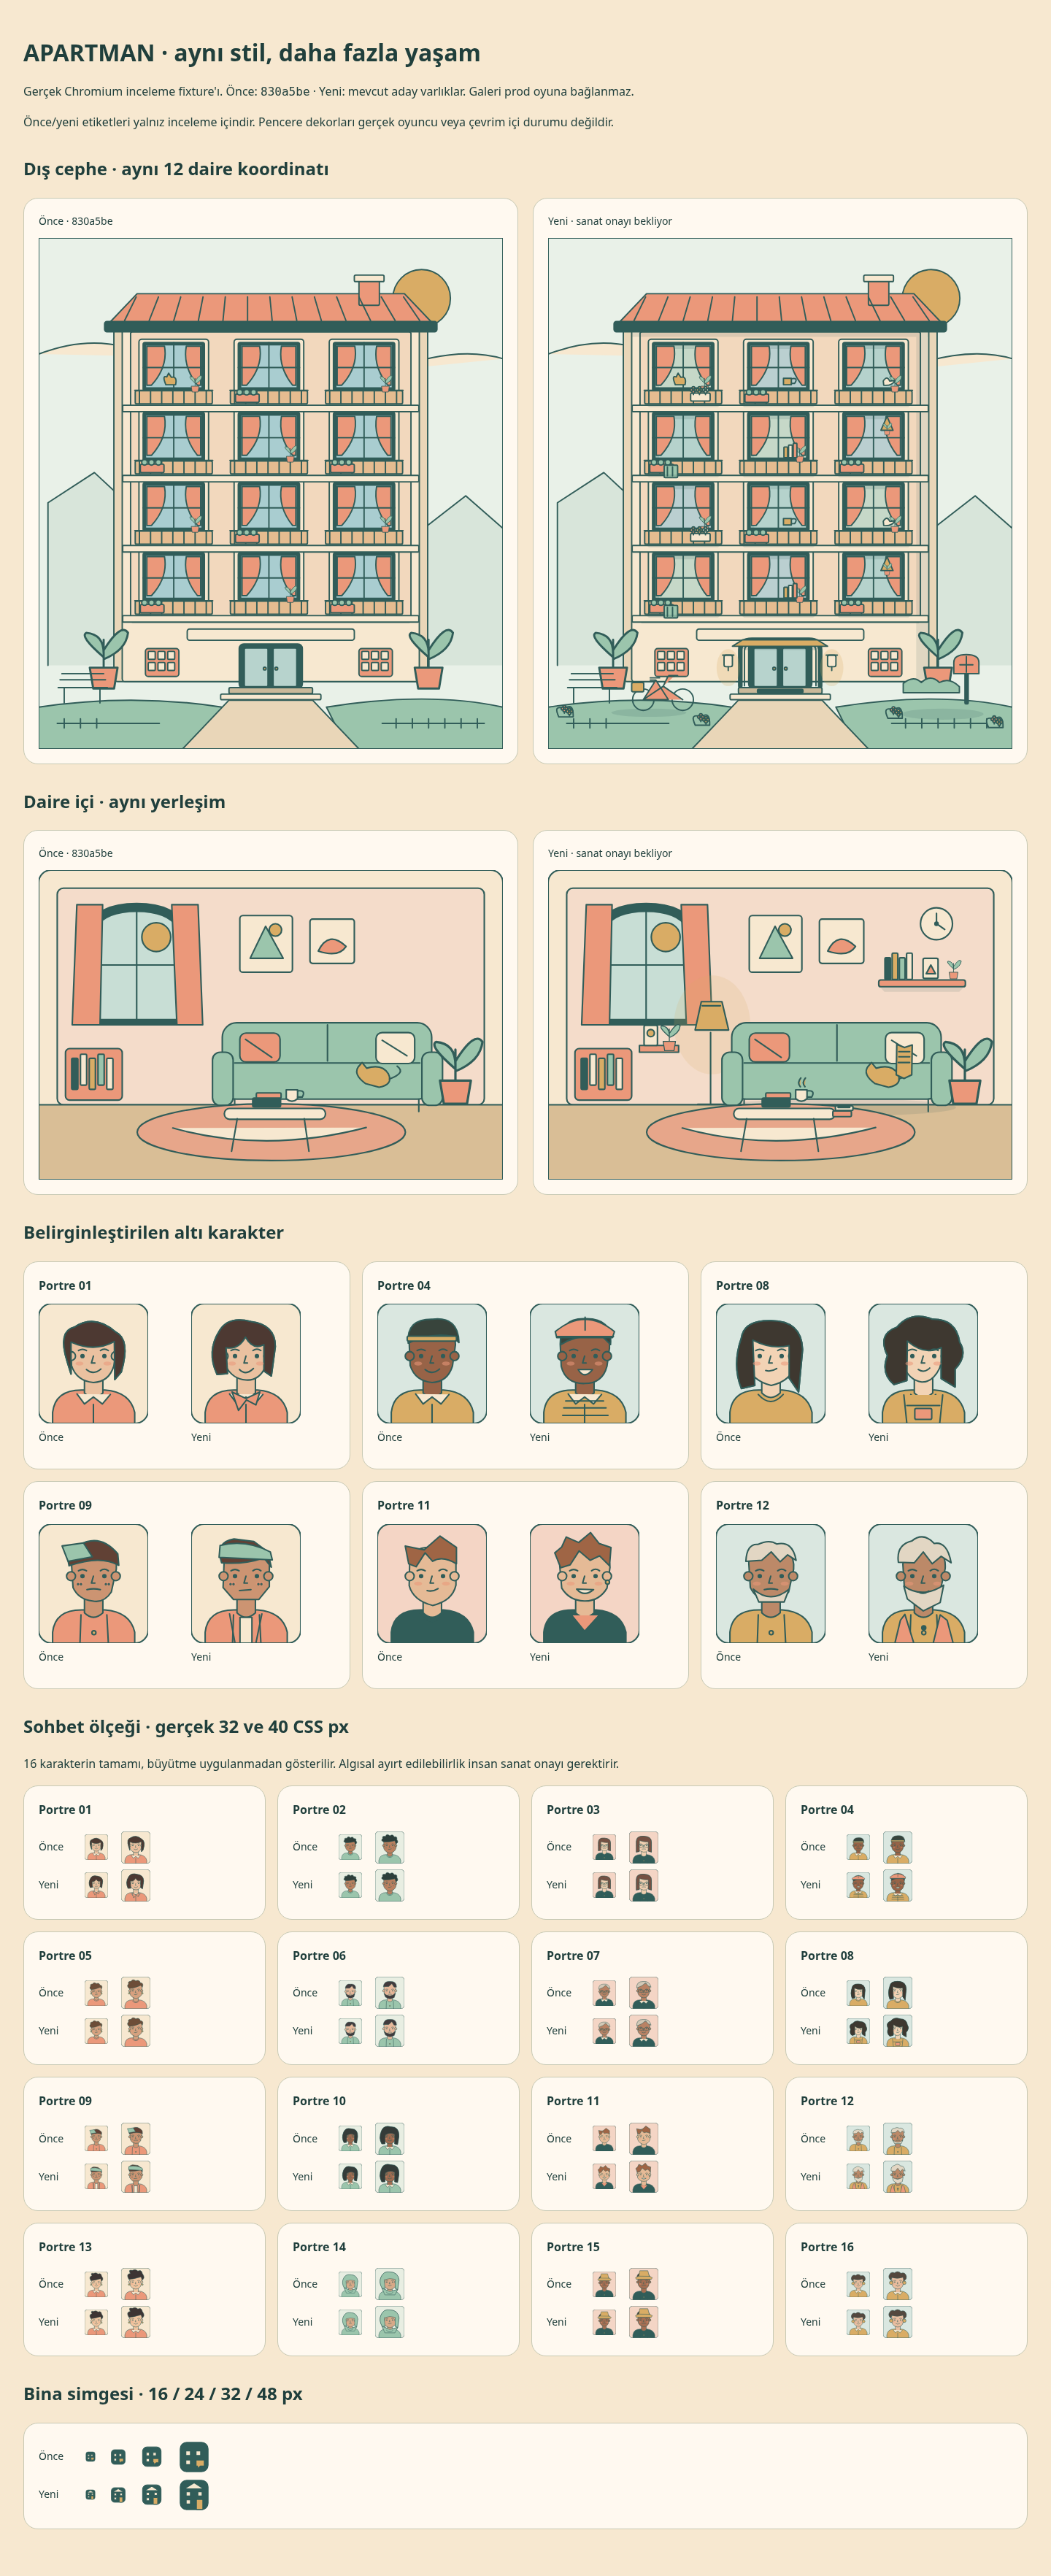 APARTMAN · aynı stil, daha fazla yaşam
Gerçek Chromium inceleme fixture'ı. Önce: 830a5be · Yeni: mevcut aday varlıklar. Galeri prod oyuna bağlanmaz.
Önce/yeni etiketleri yalnız inceleme içindir. Pencere dekorları gerçek oyuncu veya çevrim içi durumu değildir.
Dış cephe · aynı 12 daire koordinatı
Önce · 830a5be
Yeni · sanat onayı bekliyor
Daire içi · aynı yerleşim
Önce · 830a5be
Yeni · sanat onayı bekliyor
Belirginleştirilen altı karakter
Portre 01
Önce
Yeni
Portre 04
Önce
Yeni
Portre 08
Önce
Yeni
Portre 09
Önce
Yeni
Portre 11
Önce
Yeni
Portre 12
Önce
Yeni
Sohbet ölçeği · gerçek 32 ve 40 CSS px
16 karakterin tamamı, büyütme uygulanmadan gösterilir. Algısal ayırt edilebilirlik insan sanat onayı gerektirir.
Portre 01
Önce
Yeni
Portre 02
Önce
Yeni
Portre 03
Önce
Yeni
Portre 04
Önce
Yeni
Portre 05
Önce
Yeni
Portre 06
Önce
Yeni
Portre 07
Önce
Yeni
Portre 08
Önce
Yeni
Portre 09
Önce
Yeni
Portre 10
Önce
Yeni
Portre 11
Önce
Yeni
Portre 12
Önce
Yeni
Portre 13
Önce
Yeni
Portre 14
Önce
Yeni
Portre 15
Önce
Yeni
Portre 16
Önce
Yeni
Bina simgesi · 16 / 24 / 32 / 48 px
Önce
Yeni